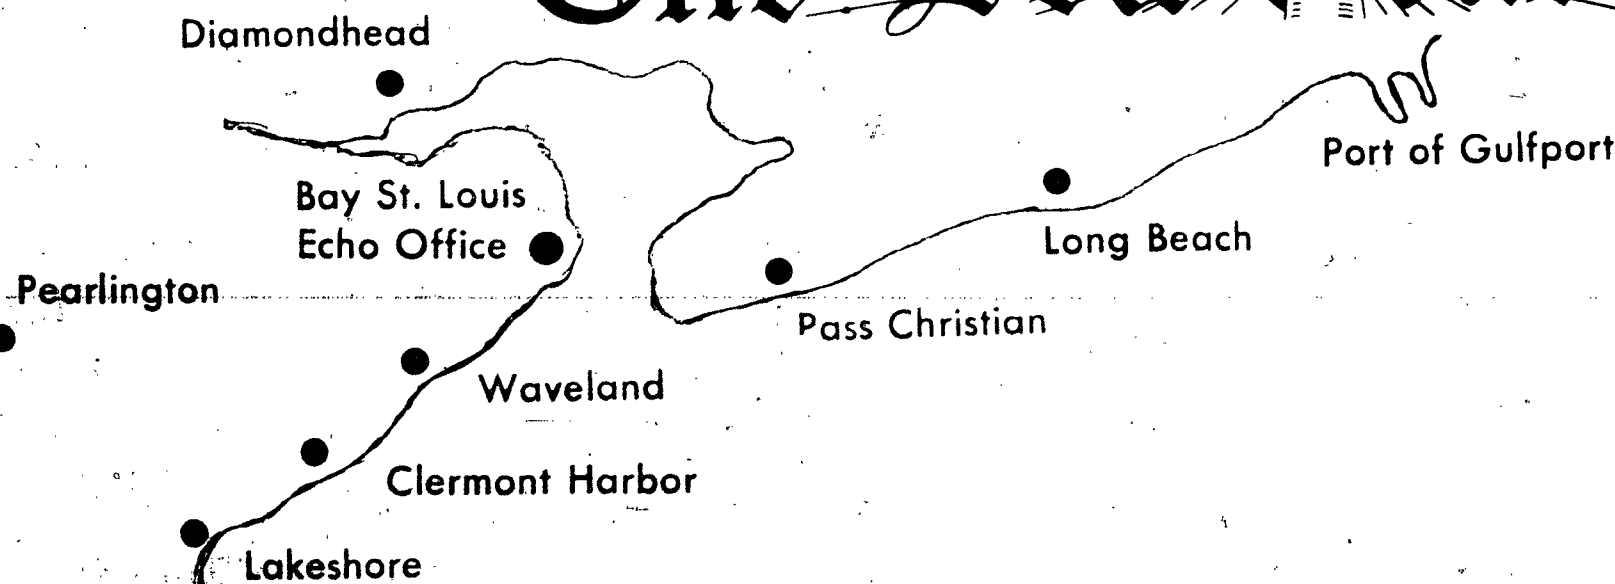 Diamondhead
Port of Gulfport
Bay St. Louis
Echo Office
Long Beach
Pearlington
Pass Christian
Waveland
Clermont Harbor
Lakeshore